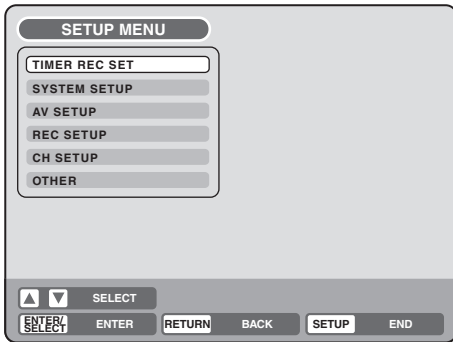 SETUP MENU
TIMER REC SET
SYSTEM SETUP
AV SETUP
REC SETUP
CH SETUP
OTHER
SELECT
ENTER/
SELECT ENTER RETURN BACK SETUP END